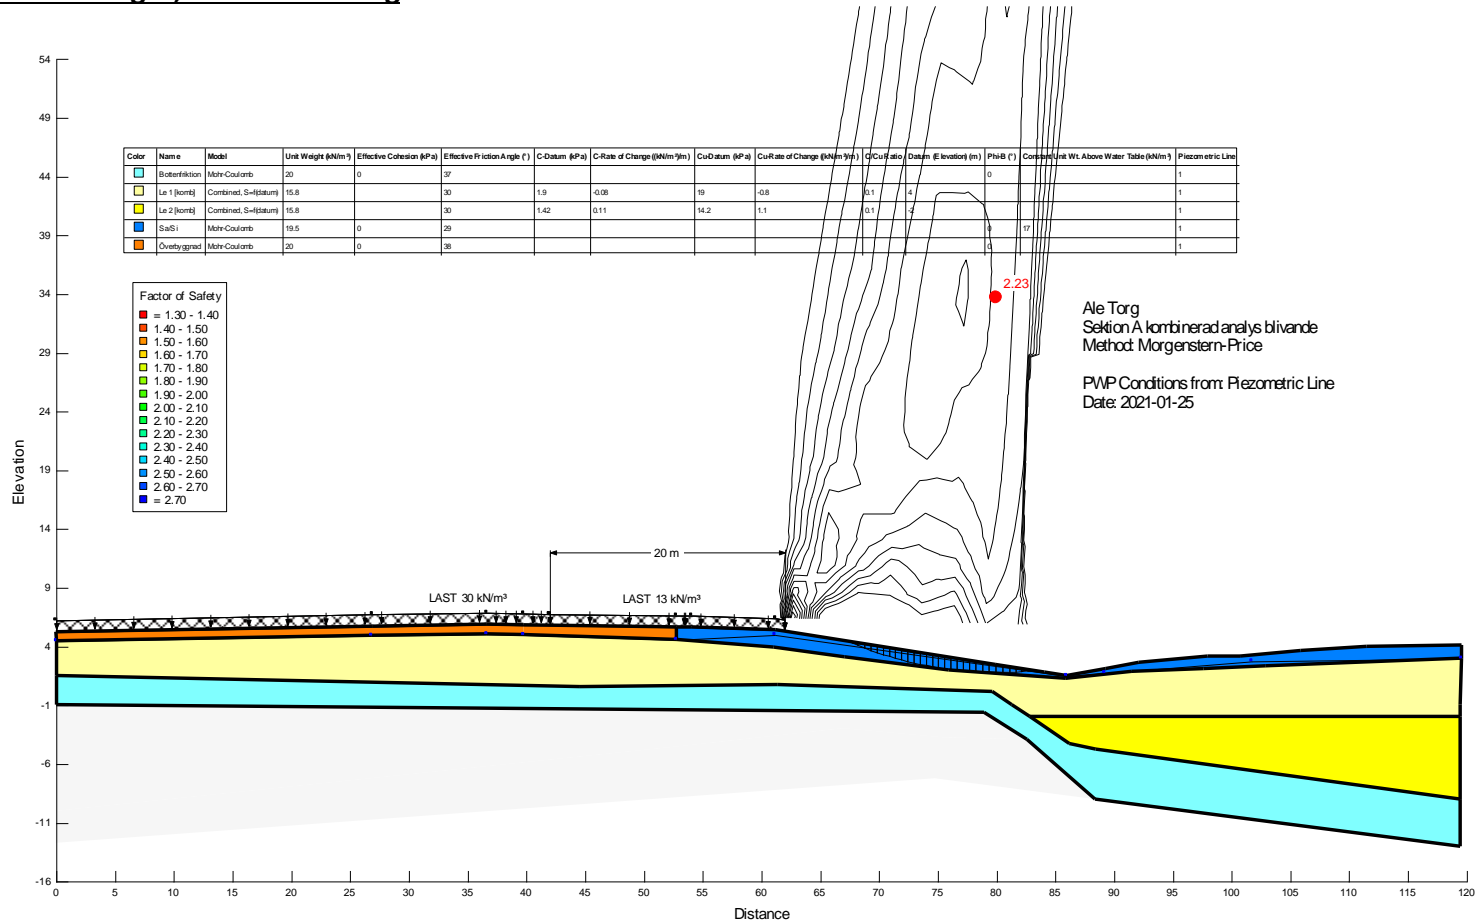 Color Name Model Unit Weight (kN/m³) Effective Cohesion (kPa) Effective Friction Angle (°) C-Datum (kPa) C-Rate of Change ((kN/m²)/m) Cu-Datum (kPa) Cu-Rate of Change ((kN/m²)/m) C/Cu Ratio Datum (Elevation) (m) Phi-B (°) Constant Unit Wt. Above Water Table (kN/m³) Piezometric Line
Bottenfriktion Mohr-Coulomb 20 0 37 0 1
Le 1 [komb] Combined, S=f(datum) 15.8 30 1.9 -0.08 19 -0.8 0.1 4 1
Le 2 [komb] Combined, S=f(datum) 15.8 30 1.42 0.11 14.2 1.1 0.1 -2 1
Sa/Si Mohr-Coulomb 19.5 0 29 0 17 1
Överbyggnad Mohr-Coulomb 20 0 38 0 1
Factor of Safety
= 1.30 - 1.40
1.40 - 1.50
1.50 - 1.60
1.60 - 1.70
1.70 - 1.80
1.80 - 1.90
1.90 - 2.00
2.00 - 2.10
2.10 - 2.20
2.20 - 2.30
2.30 - 2.40
2.40 - 2.50
2.50 - 2.60
2.60 - 2.70
= 2.70
2.23
Ale Torg
Sektion A kombinerad analys blivande
Method: Morgenstern-Price
PWP Conditions from: Piezometric Line
Date: 2021-01-25
20 m
LAST 30 kN/m³
LAST 13 kN/m³
Elevation
54
49
44
39
34
29
24
19
14
9
4
-1
-6
-11
-16
0 5 10 15 20 25 30 35 40 45 50 55 60 65 70 75 80 85 90 95 100 105 110 115 120
Distance